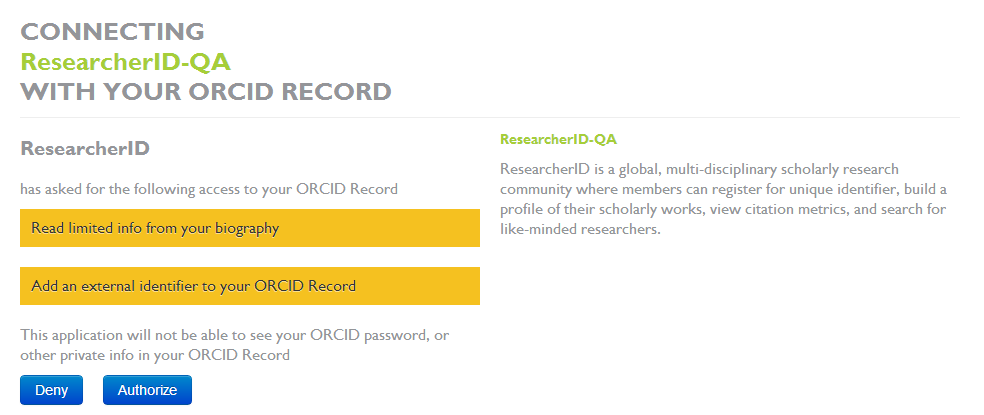 CONNECTING
ResearcherID-QA
WITH YOUR ORCID RECORD
ResearcherID
has asked for the following access to your ORCID Record
Read limited info from your biography
Add an external identifier to your ORCID Record
This application will not be able to see your ORCID password, or
other private info in your ORCID Record
Deny
Authorize
ResearcherID-QA
ResearcherID is a global, multi-disciplinary scholarly research
community where members can register for unique identifier, build a
profile of their scholarly works, view citation metrics, and search for
like-minded researchers.